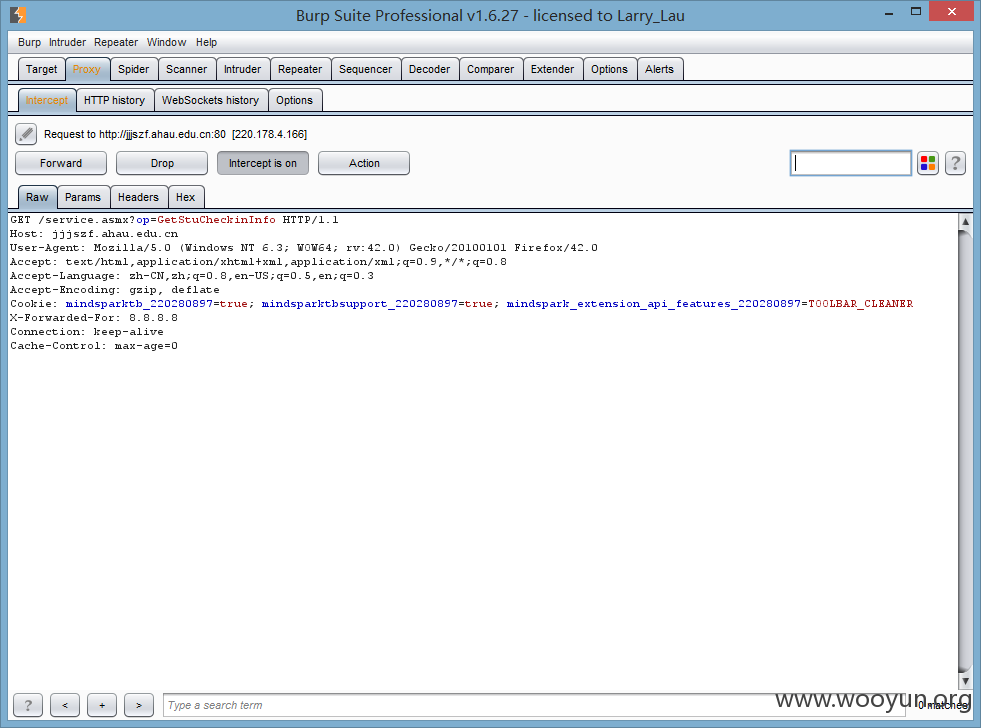 Burp Suite Professional v1.6.27 - licensed to Larry_Lau
Burp Intruder Repeater Window Help
Target Proxy Spider Scanner Intruder Repeater Sequencer Decoder Comparer Extender Options Alerts
Intercept HTTP history WebSockets history Options
Request to http://jjjszf.ahau.edu.cn:80 [220.178.4.166]
Forward Drop Intercept is on Action ?
Raw Params Headers Hex
GET /service.asmx?op=GetStuCheckinInfo HTTP/1.1
Host: jjjszf.ahau.edu.cn
User-Agent: Mozilla/5.0 (Windows NT 6.3; WOW64; rv:42.0) Gecko/20100101 Firefox/42.0
Accept: text/html,application/xhtml+xml,application/xml;q=0.9,*/*;q=0.8
Accept-Language: zh-CN,zh;q=0.8,en-US;q=0.5,en;q=0.3
Accept-Encoding: gzip, deflate
Cookie: mindsparktb_220280897=true; mindsparktbsupport_220280897=true; mindspark_extension_api_features_220280897=TOOLBAR_CLEANER
X-Forwarded-For: 8.8.8.8
Connection: keep-alive
Cache-Control: max-age=0
? < + > Type a search term 0 matches
www.wooyun.org